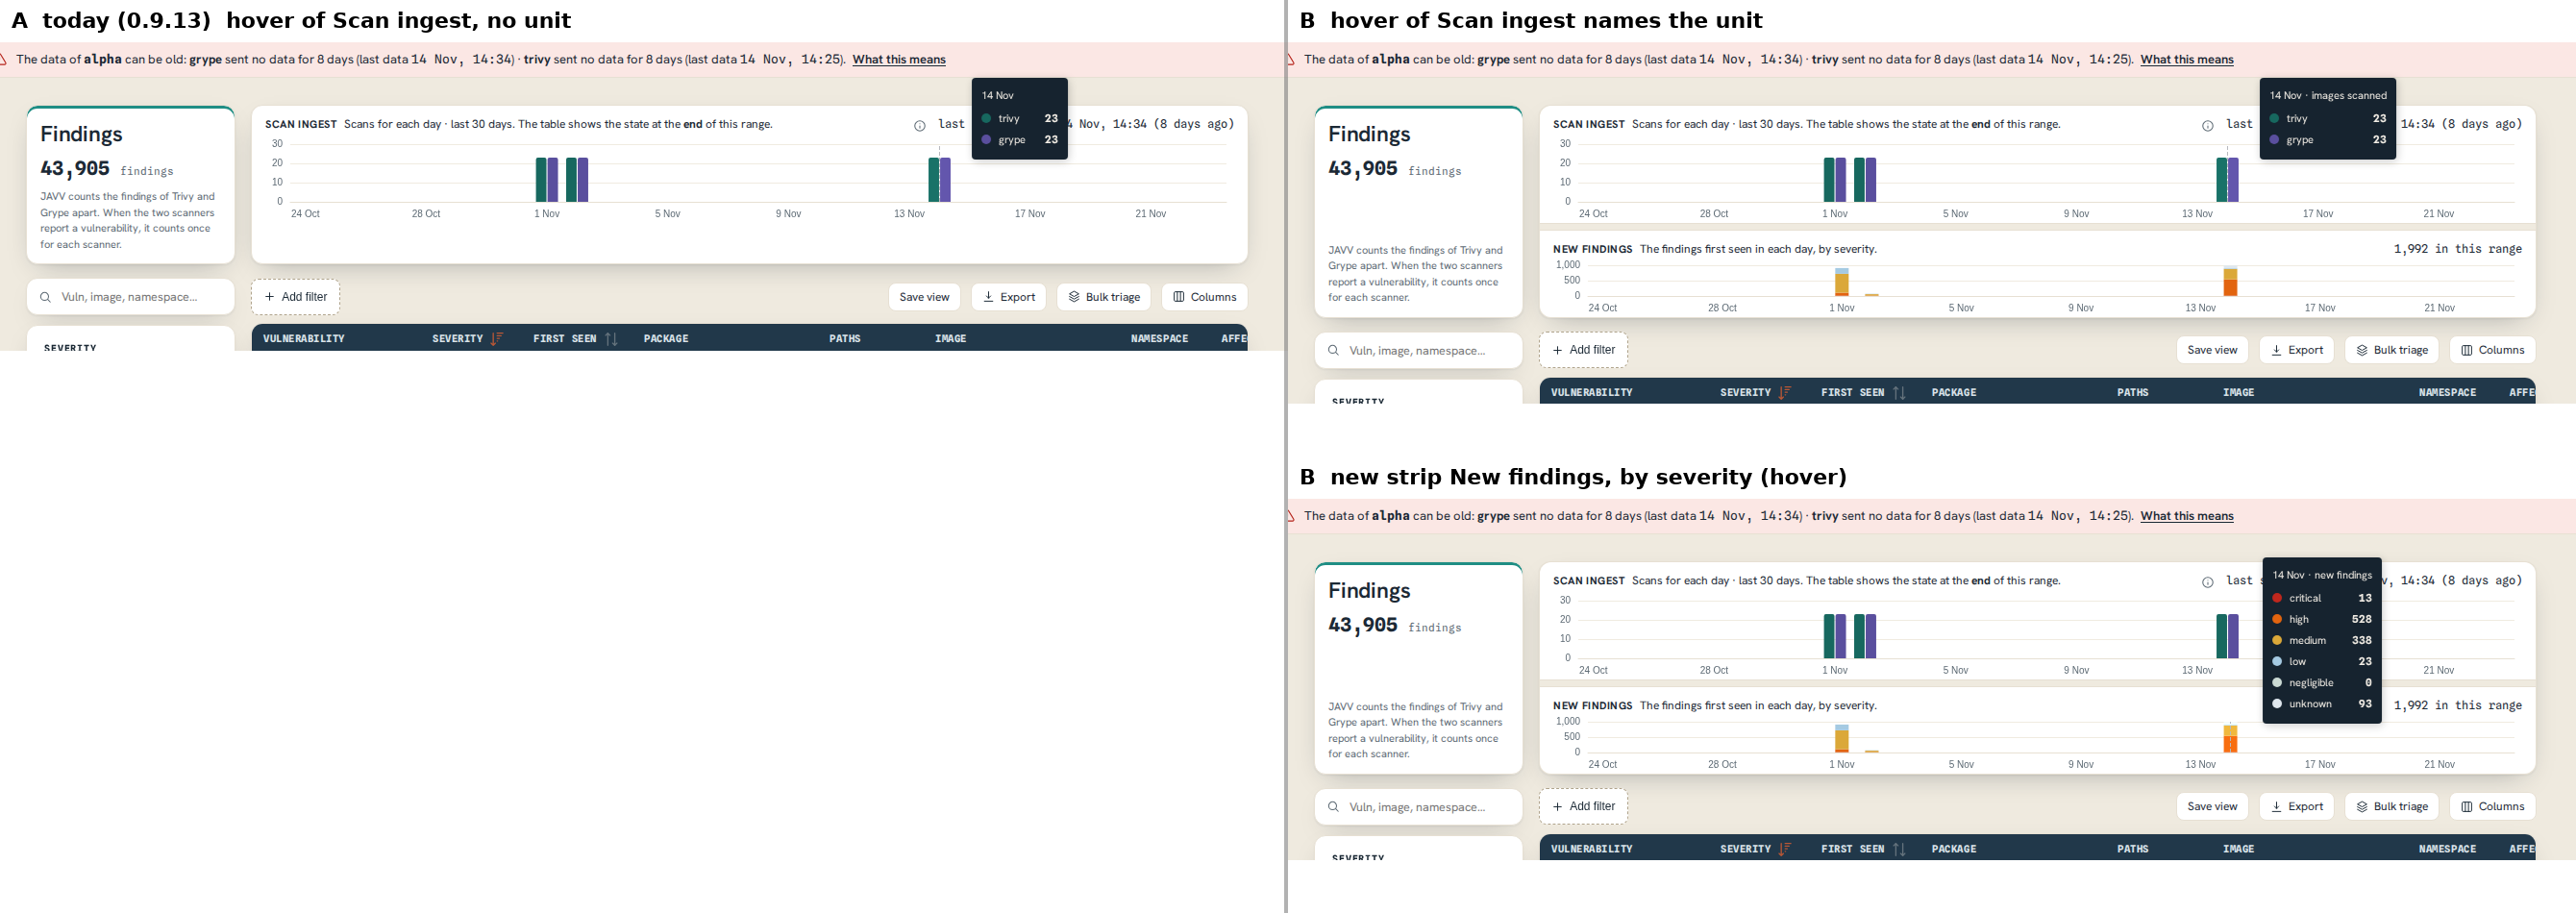 A today (0.9.13) hover of Scan ingest, no unit
The data of alpha can be old: grype sent no data for 8 days (last data 14 Nov, 14:34) · trivy sent no data for 8 days (last data 14 Nov, 14:25). What this means
Findings
43,905 findings
JAVV counts the findings of Trivy and
Grype apart. When the two scanners
report a vulnerability, it counts once
for each scanner.
SCAN INGEST Scans for each day · last 30 days. The table shows the state at the end of this range.
last
4 Nov, 14:34 (8 days ago)
14 Nov
trivy 23
grype 23
30
20
10
0
24 Oct 28 Oct 1 Nov 5 Nov 9 Nov 13 Nov 17 Nov 21 Nov
Vuln, image, namespace...
+ Add filter
Save view Export Bulk triage Columns
SEVERITY
VULNERABILITY SEVERITY FIRST SEEN PACKAGE PATHS IMAGE NAMESPACE AFFE
B hover of Scan ingest names the unit
The data of alpha can be old: grype sent no data for 8 days (last data 14 Nov, 14:34) · trivy sent no data for 8 days (last data 14 Nov, 14:25). What this means
Findings
43,905 findings
JAVV counts the findings of Trivy and
Grype apart. When the two scanners
report a vulnerability, it counts once
for each scanner.
SCAN INGEST Scans for each day · last 30 days. The table shows the state at the end of this range.
last
14:34 (8 days ago)
14 Nov · images scanned
trivy 23
grype 23
30
20
10
0
24 Oct 28 Oct 1 Nov 5 Nov 9 Nov 13 Nov 17 Nov 21 Nov
NEW FINDINGS The findings first seen in each day, by severity. 1,992 in this range
1,000
500
0
24 Oct 28 Oct 1 Nov 5 Nov 9 Nov 13 Nov 17 Nov 21 Nov
Vuln, image, namespace...
+ Add filter
Save view Export Bulk triage Columns
SEVERITY
VULNERABILITY SEVERITY FIRST SEEN PACKAGE PATHS IMAGE NAMESPACE AFFE
B new strip New findings, by severity (hover)
The data of alpha can be old: grype sent no data for 8 days (last data 14 Nov, 14:34) · trivy sent no data for 8 days (last data 14 Nov, 14:25). What this means
Findings
43,905 findings
JAVV counts the findings of Trivy and
Grype apart. When the two scanners
report a vulnerability, it counts once
for each scanner.
SCAN INGEST Scans for each day · last 30 days. The table shows the state at the end of this range.
last
v, 14:34 (8 days ago)
14 Nov · new findings
critical 13
high 528
medium 338
low 23
negligible 0
unknown 93
30
20
10
0
24 Oct 28 Oct 1 Nov 5 Nov 9 Nov 13 Nov 17 Nov 21 Nov
NEW FINDINGS The findings first seen in each day, by severity. 1,992 in this range
1,000
500
0
24 Oct 28 Oct 1 Nov 5 Nov 9 Nov 13 Nov 17 Nov 21 Nov
Vuln, image, namespace...
+ Add filter
Save view Export Bulk triage Columns
SEVERITY
VULNERABILITY SEVERITY FIRST SEEN PACKAGE PATHS IMAGE NAMESPACE AFFE